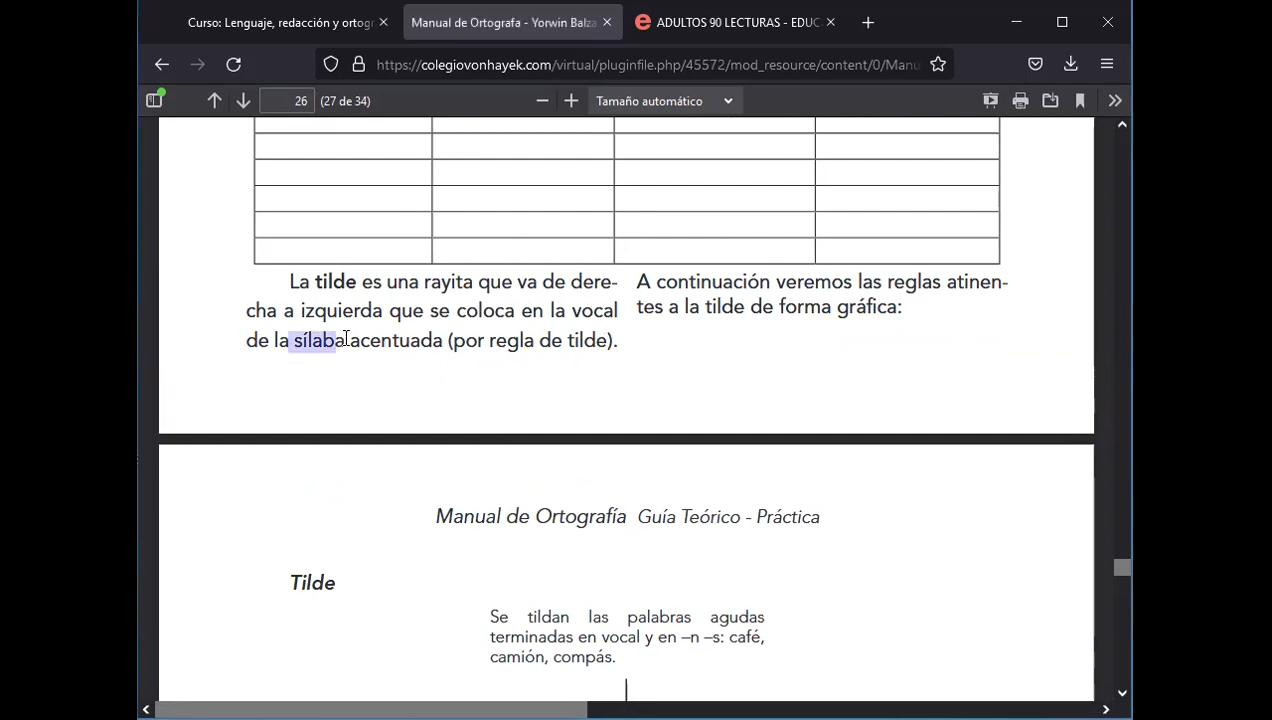 Curso: Lenguaje, redacción y ortogr
Manual de Ortografa - Yorwin Balza
ADULTOS 90 LECTURAS - EDUC
https://colegiovonhayek.com/virtual/pluginfile.php/45572/mod_resource/content/0/Manu
26 (27 de 34)
Tamaño automático
La tilde es una rayita que va de dere-
cha a izquierda que se coloca en la vocal
de la sílaba acentuada (por regla de tilde).
A continuación veremos las reglas atinen-
tes a la tilde de forma gráfica:
Manual de Ortografía Guía Teórico - Práctica
Tilde
Se tildan las palabras agudas
terminadas en vocal y en –n –s: café,
camión, compás.